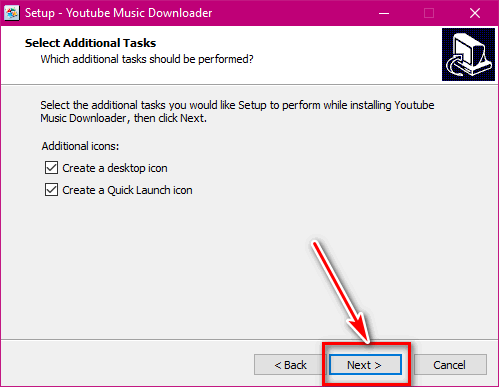 Setup - Youtube Music Downloader
Select Additional Tasks
Which additional tasks should be performed?
Select the additional tasks you would like Setup to perform while installing Youtube
Music Downloader, then click Next.
Additional icons:
Create a desktop icon
Create a Quick Launch icon
< Back
Next >
Cancel